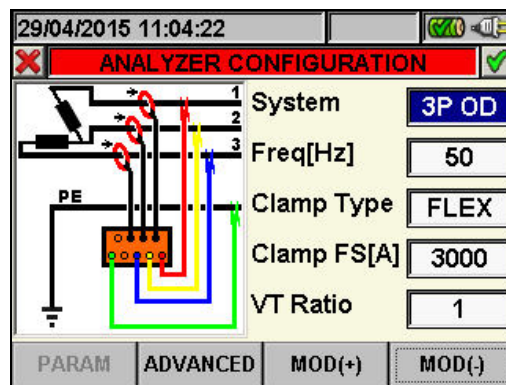 29/04/2015 11:04:22
ANALYZER CONFIGURATION
1
2
3
PE
System 3P OD
Freq[Hz] 50
Clamp Type FLEX
Clamp FS[A] 3000
VT Ratio 1
PARAM ADVANCED MOD(+) MOD(-)